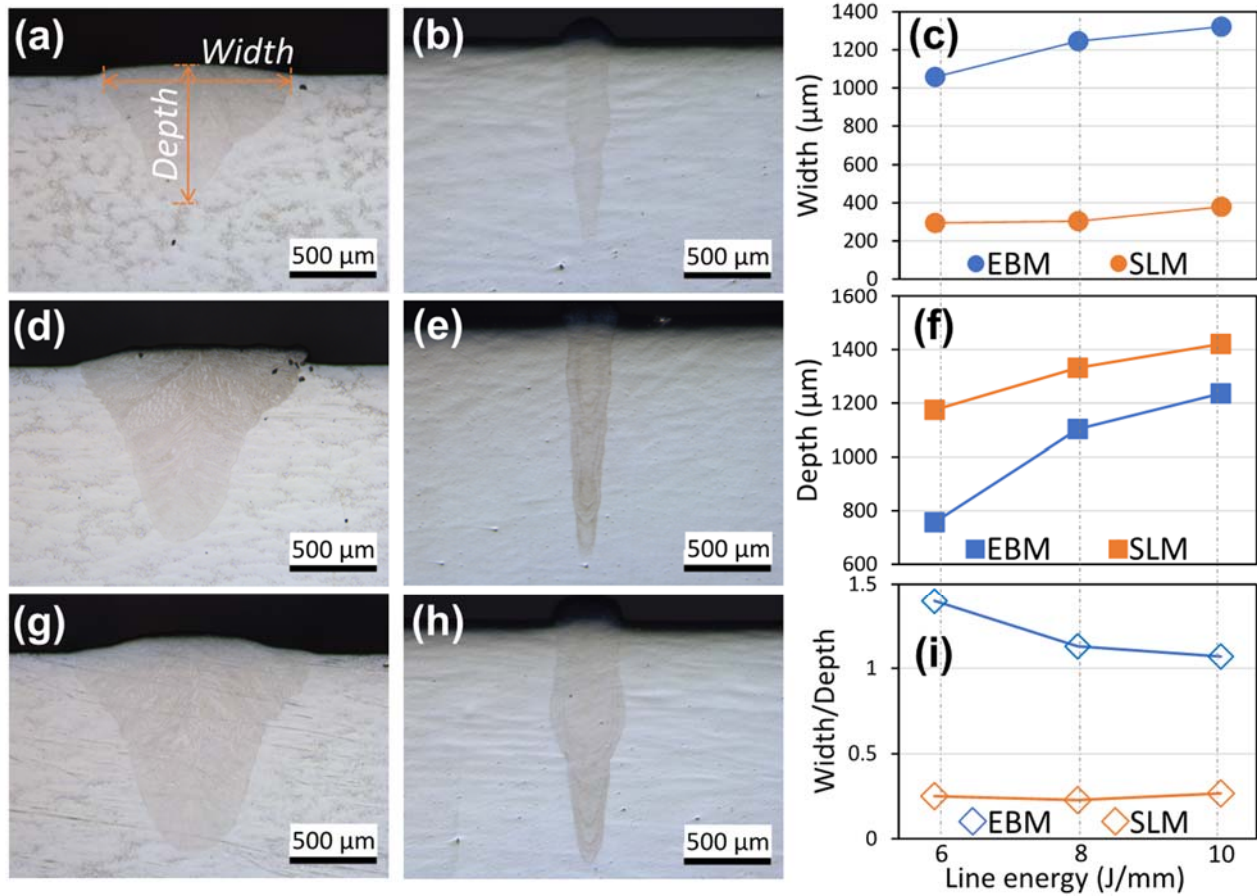 (a)
Width
Depth
500 µm
(b)
500 µm
(c)
1400
1200
1000
800
600
400
200
0
Width (µm)
EBM SLM
(d)
500 µm
(e)
500 µm
(f)
1600
1400
1200
1000
800
600
Depth (µm)
EBM SLM
(g)
500 µm
(h)
500 µm
(i)
1.5
1
0.5
0
Width/Depth
EBM SLM
6 8 10
Line energy (J/mm)